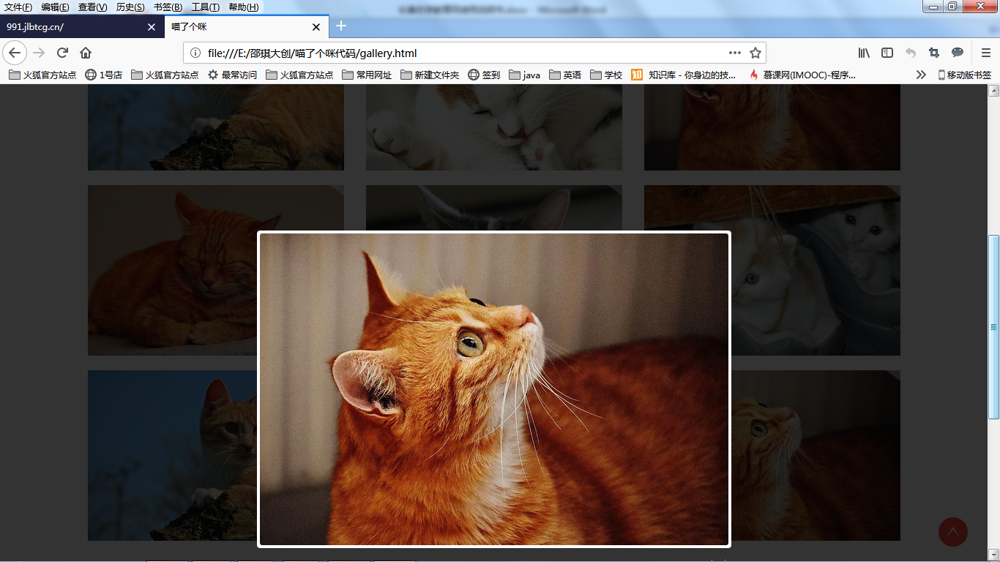 文件(F) 编辑(E) 查看(V) 历史(S) 书签(B) 工具(T) 帮助(H)
991.jlbtcg.cn/ 喵了个咪
file:///E:/邵琪大创/喵了个咪代码/gallery.html
火狐官方站点 1号店 火狐官方站点 最常访问 火狐官方站点 常用网址 新建文件夹 签到 java 英语 学校 知识库 - 你身边的技... 慕课网(IMOOC)-程序... 移动版书签